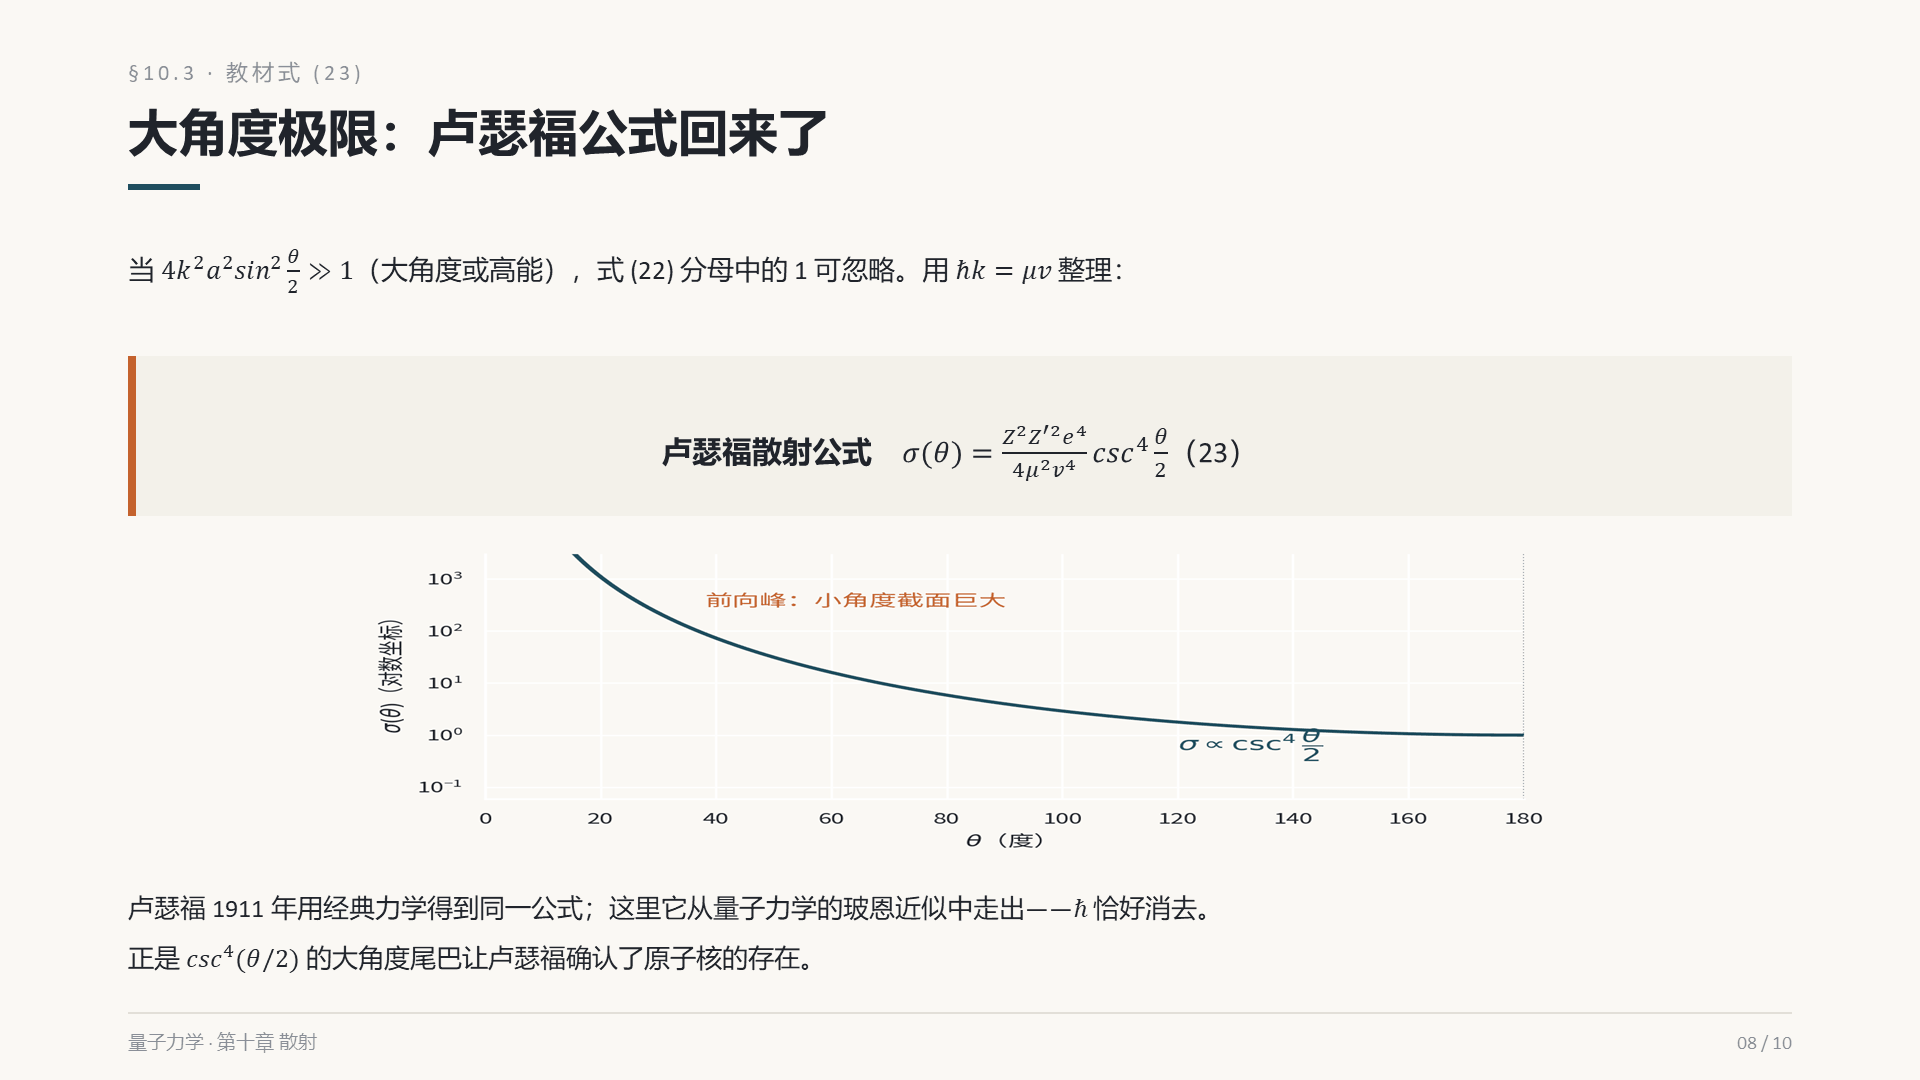 §10.3 · 教材式 (23)
大角度极限：卢瑟福公式回来了
当 4k²a²sin² θ/2 ≫ 1（大角度或高能），式 (22) 分母中的 1 可忽略。用 ℏk = μv 整理：
卢瑟福散射公式 σ(θ) = Z²Z′²e⁴/4μ²v⁴ csc⁴ θ/2（23）
10³
10²
10¹
10⁰
10⁻¹
σ(θ)（对数坐标）
前向峰：小角度截面巨大
σ ∝ csc⁴ θ/2
0 20 40 60 80 100 120 140 160 180
θ（度）
卢瑟福 1911 年用经典力学得到同一公式；这里它从量子力学的玻恩近似中走出——ℏ 恰好消去。
正是 csc⁴(θ/2) 的大角度尾巴让卢瑟福确认了原子核的存在。
量子力学 · 第十章 散射
08 / 10